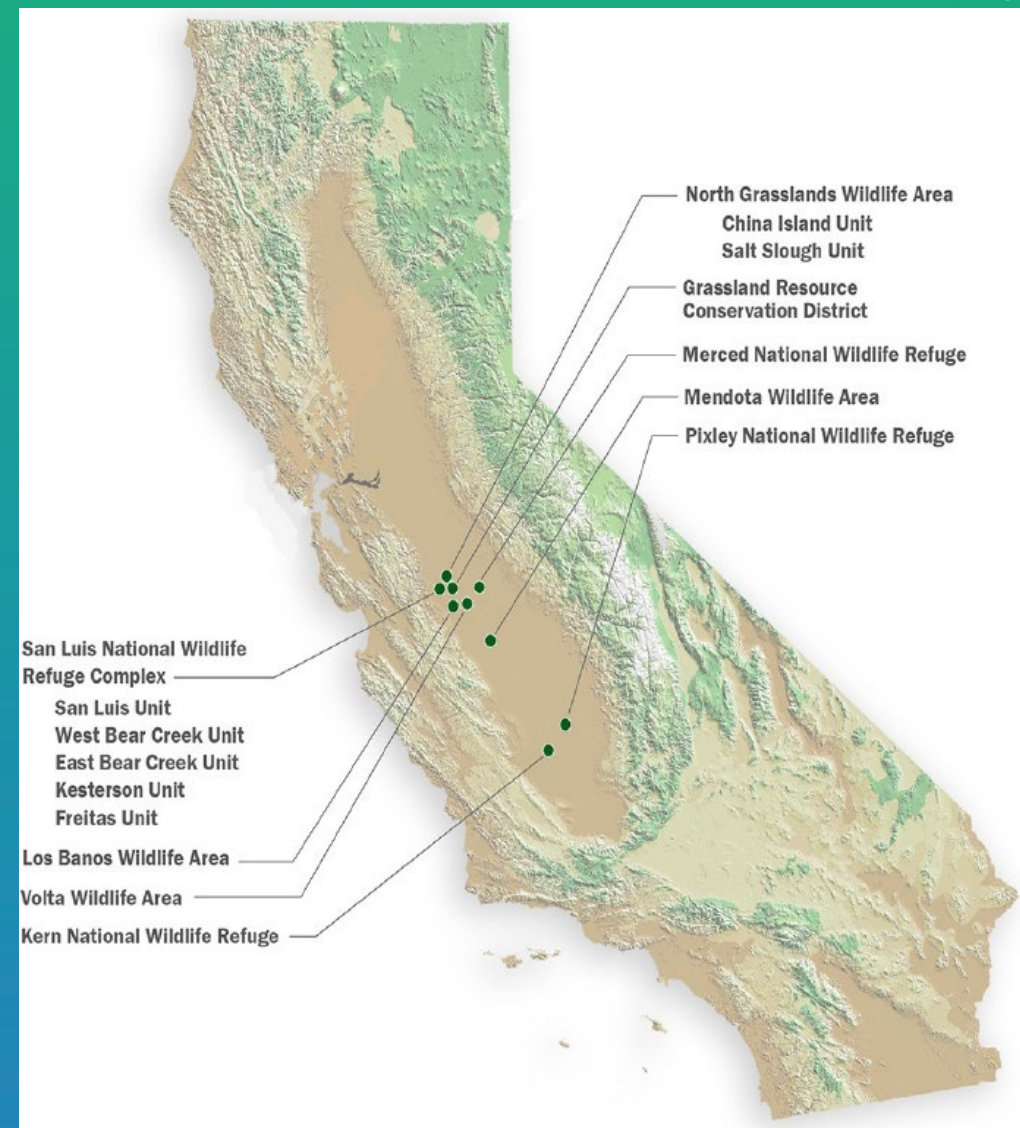 North Grasslands Wildlife Area
China Island Unit
Salt Slough Unit
Grassland Resource
Conservation District
Merced National Wildlife Refuge
Mendota Wildlife Area
Pixley National Wildlife Refuge
San Luis National Wildlife
Refuge Complex
San Luis Unit
West Bear Creek Unit
East Bear Creek Unit
Kesterson Unit
Freitas Unit
Los Banos Wildlife Area
Volta Wildlife Area
Kern National Wildlife Refuge